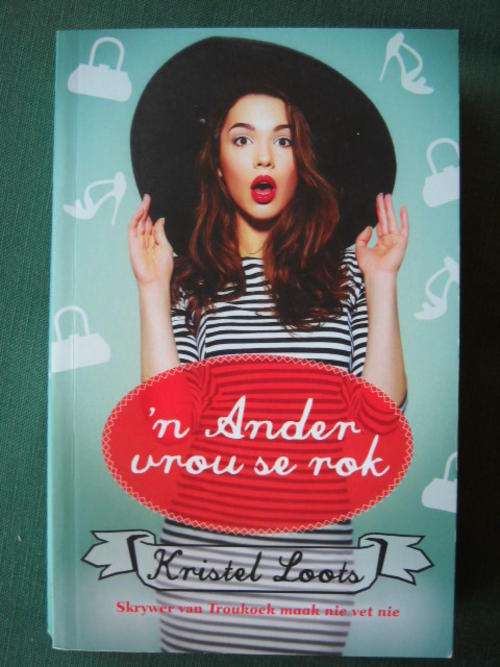 'n Ander
vrou se rok
Kristel Loots
Skrywer van Troukoek maak nie vet nie